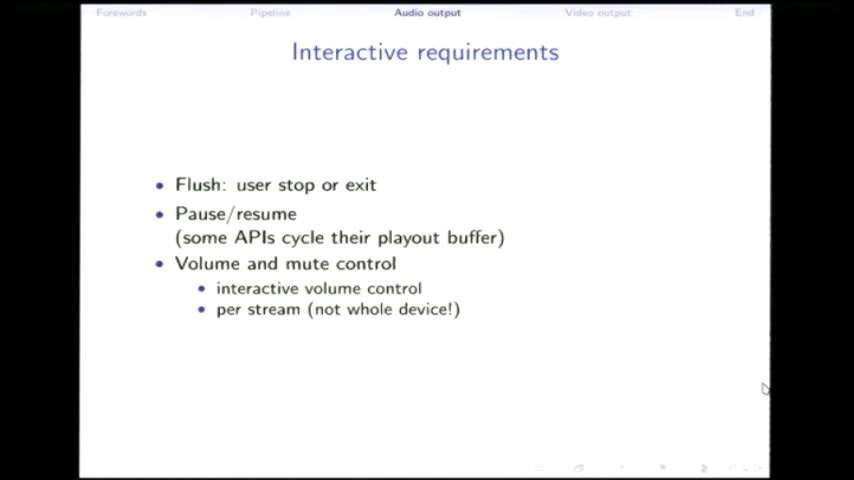 Forewords Pipeline Audio output Video output End
Interactive requirements
• Flush: user stop or exit
• Pause/resume
(some APIs cycle their playout buffer)
• Volume and mute control
• interactive volume control
• per stream (not whole device!)